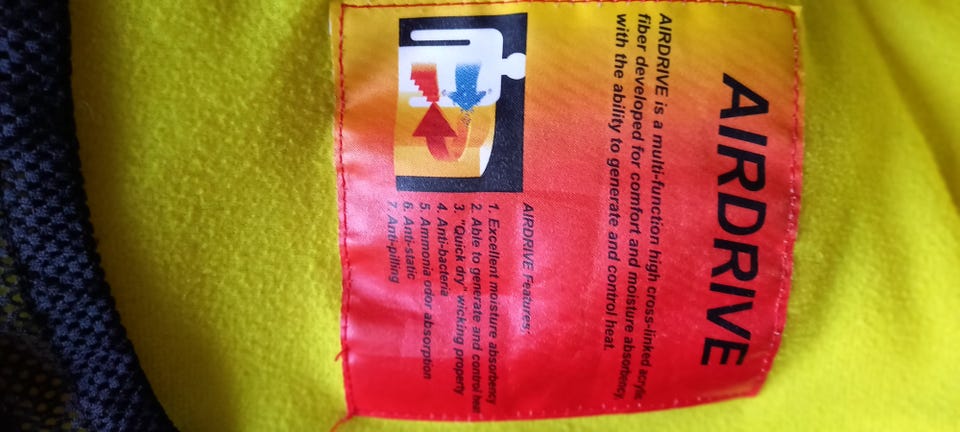 AIRDRIVE
AIRDRIVE is a multi-function high cross-linked acrylic
fiber developed for comfort and moisture absorbency,
with the ability to generate and control heat.
AIRDRIVE Features:
1. Excellent moisture absorbency
2. Able to generate and control heat
3. "Quick dry" wicking property
4. Anti-bacteria
5. Ammonia odor absorption
6. Anti-static
7. Anti-pilling